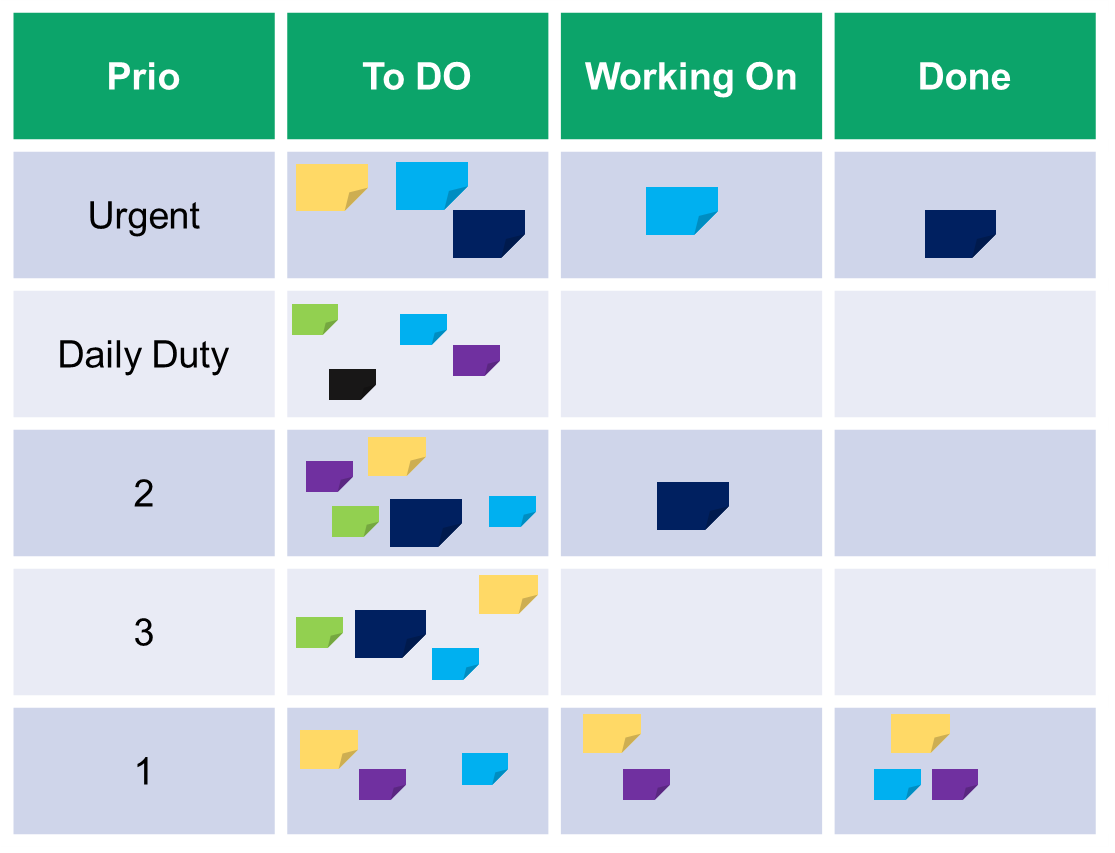 Prio
To DO
Working On
Done
Urgent
Daily Duty
2
3
1